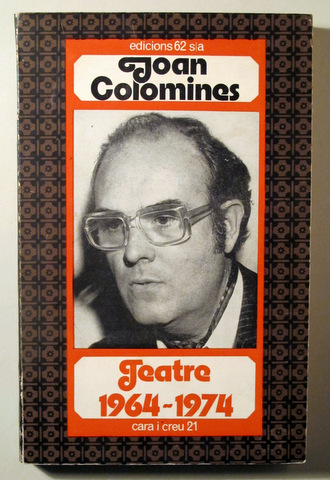 edicions 62 s/a
Joan
Colomines
Teatre
1964-1974
cara i creu 21